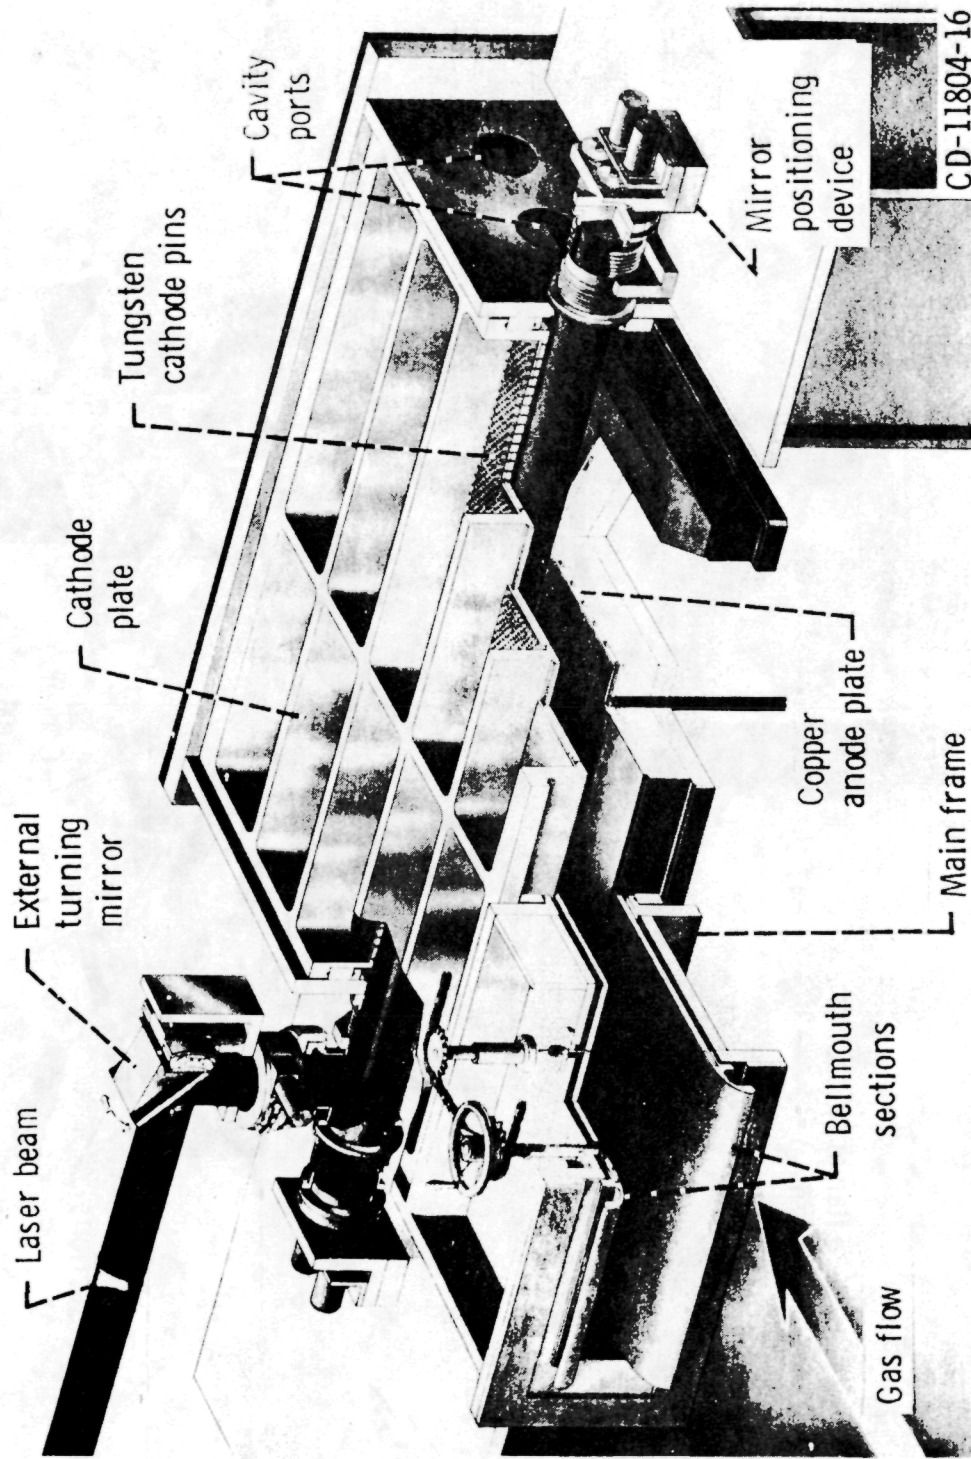 Laser beam
External
turning
mirror
Cathode
plate
Tungsten
cathode pins
Cavity
ports
Gas flow
Bellmouth
sections
Main frame
Copper
anode plate
Mirror
positioning
device
CD-11804-16